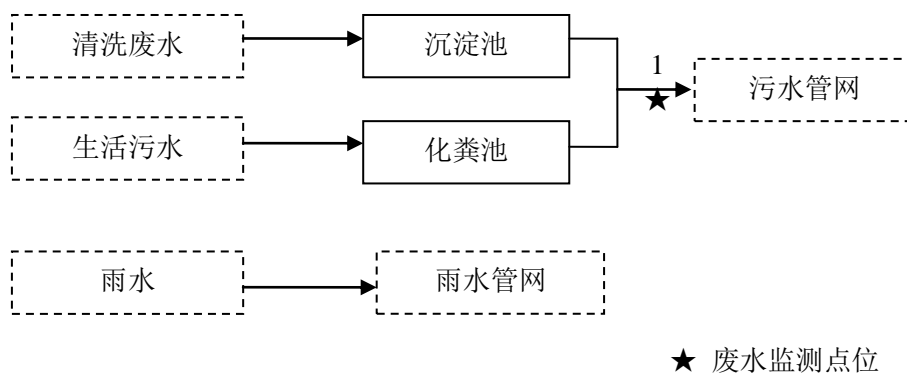 清洗废水
沉淀池
1
★
污水管网
生活污水
化粪池
雨水
雨水管网
★ 废水监测点位